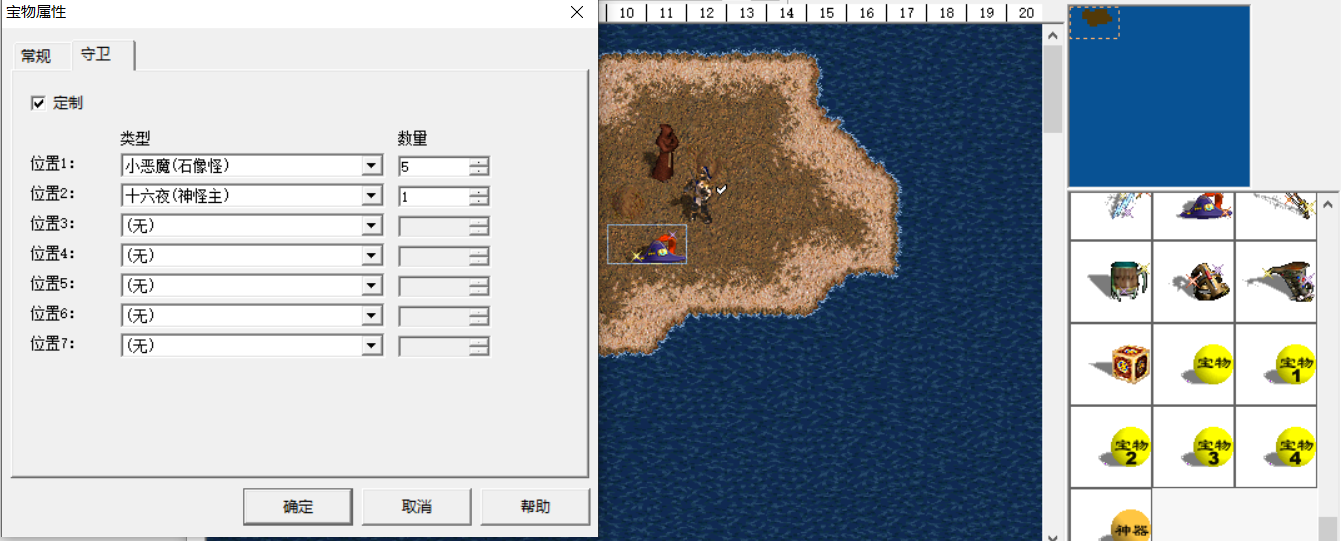 宝物属性
10 11 12 13 14 15 16 17 18 19 20
常规 守卫
定制
类型 数量
位置1: 小恶魔(石像怪) 5
位置2: 十六夜(神怪主) 1
位置3: (无)
位置4: (无)
位置5: (无)
位置6: (无)
位置7: (无)
确定 取消 帮助
宝物 宝物1
宝物2 宝物3 宝物4
神器